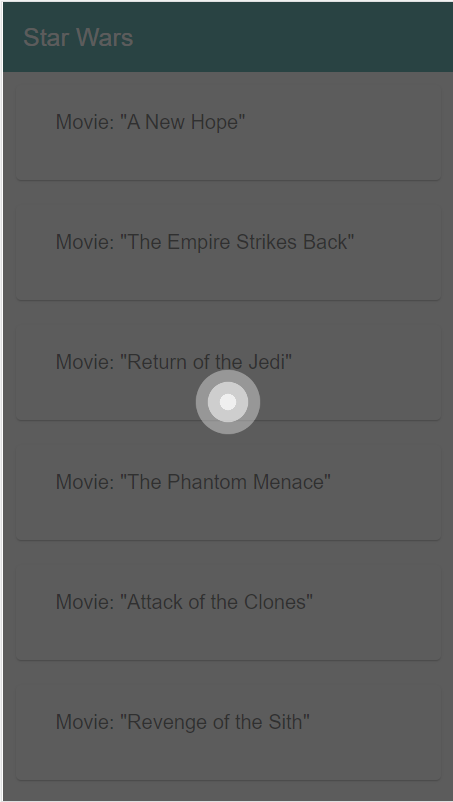 Star Wars
Movie: "A New Hope"
Movie: "The Empire Strikes Back"
Movie: "Return of the Jedi"
Movie: "The Phantom Menace"
Movie: "Attack of the Clones"
Movie: "Revenge of the Sith"